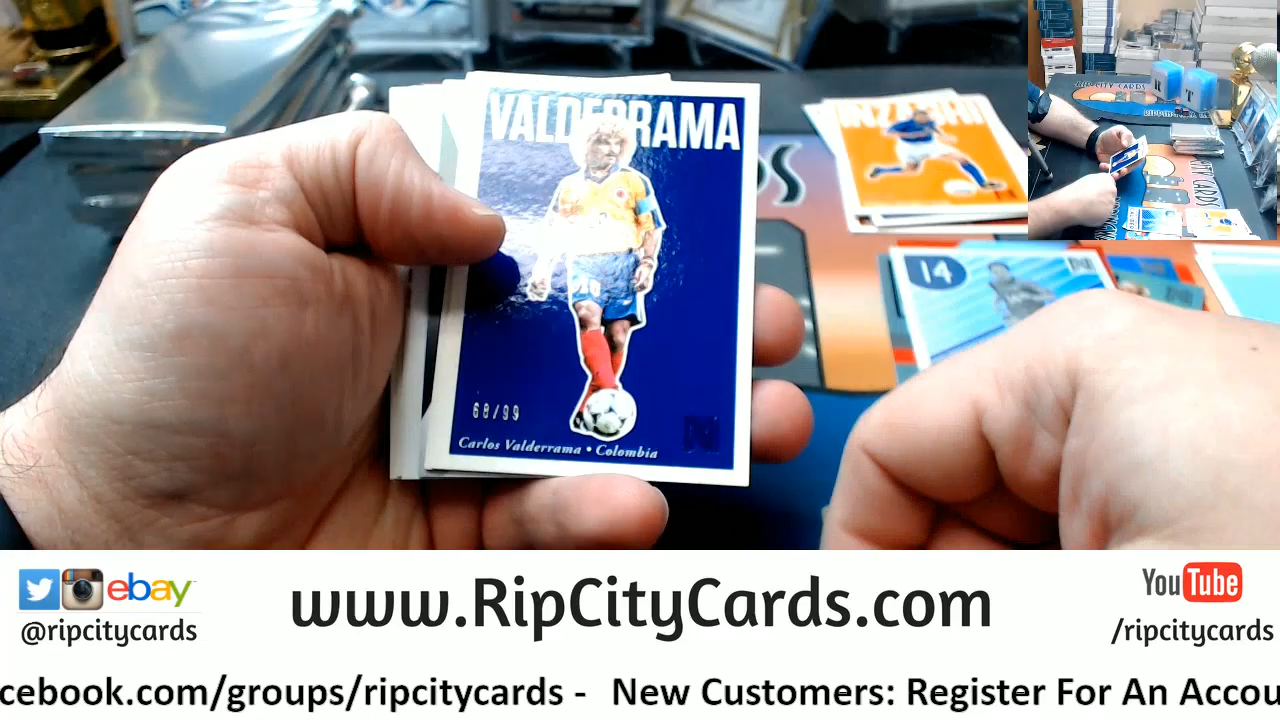 VALDERRAMA
68/99
Carlos Valderrama • Colombia
14
ebay
@ripcitycards
www.RipCityCards.com
YouTube
/ripcitycards
cebook.com/groups/ripcitycards - New Customers: Register For An Accou